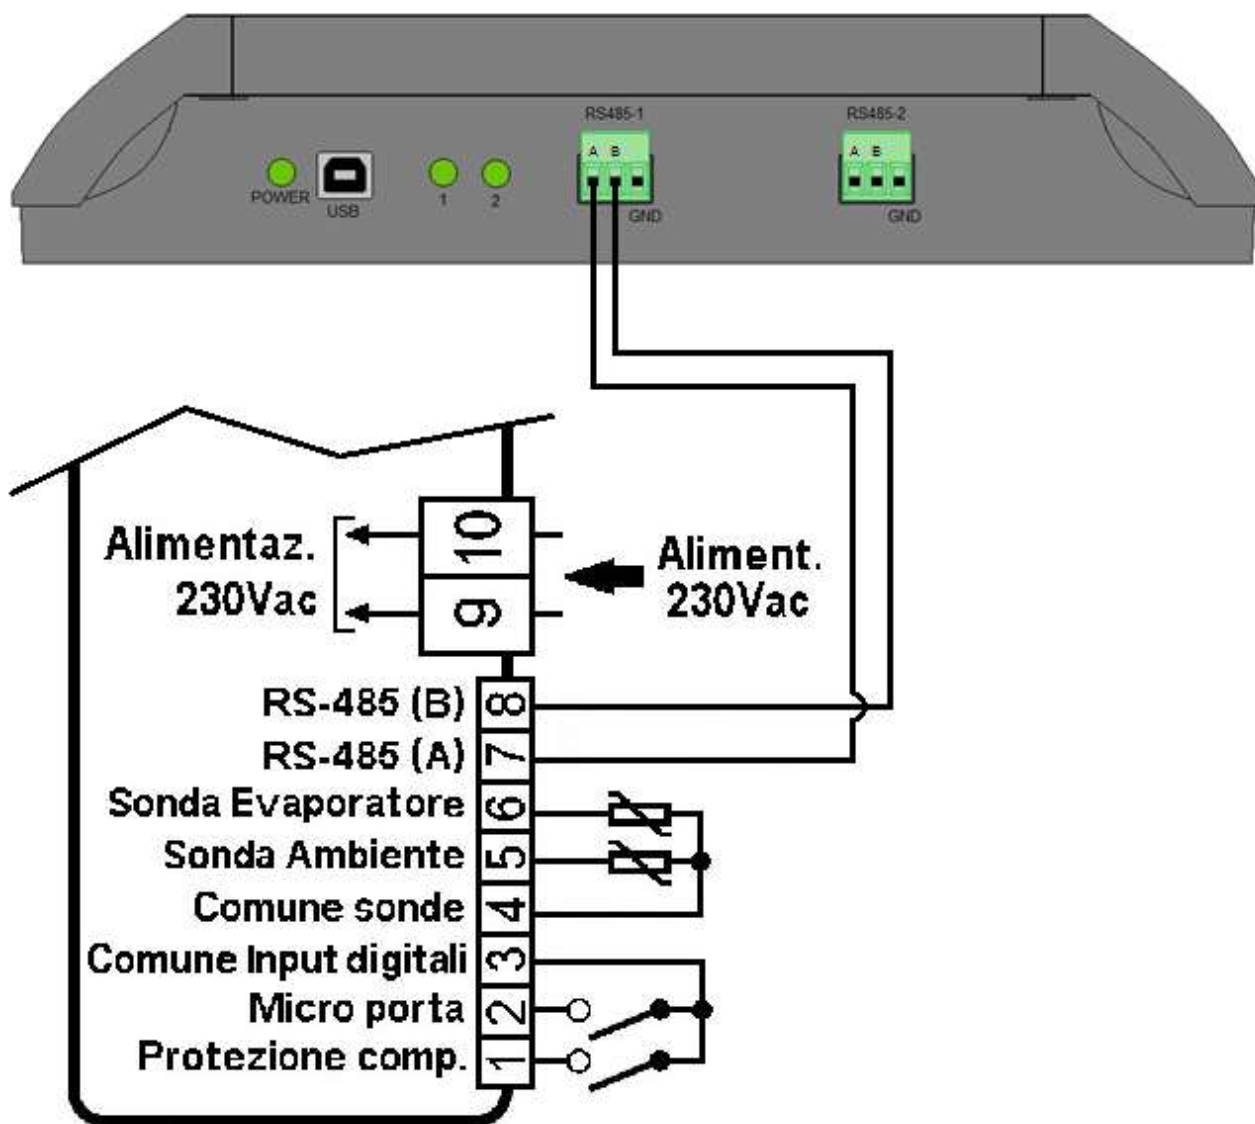 RS485-1
RS485-2
A B
A B
POWER
USB
1
2
GND
GND
Alimentaz.
230Vac
10
9
Aliment.
230Vac
RS-485 (B) 8
RS-485 (A) 7
Sonda Evaporatore 6
Sonda Ambiente 5
Comune sonde 4
Comune Input digitali 3
Micro porta 2
Protezione comp. 1